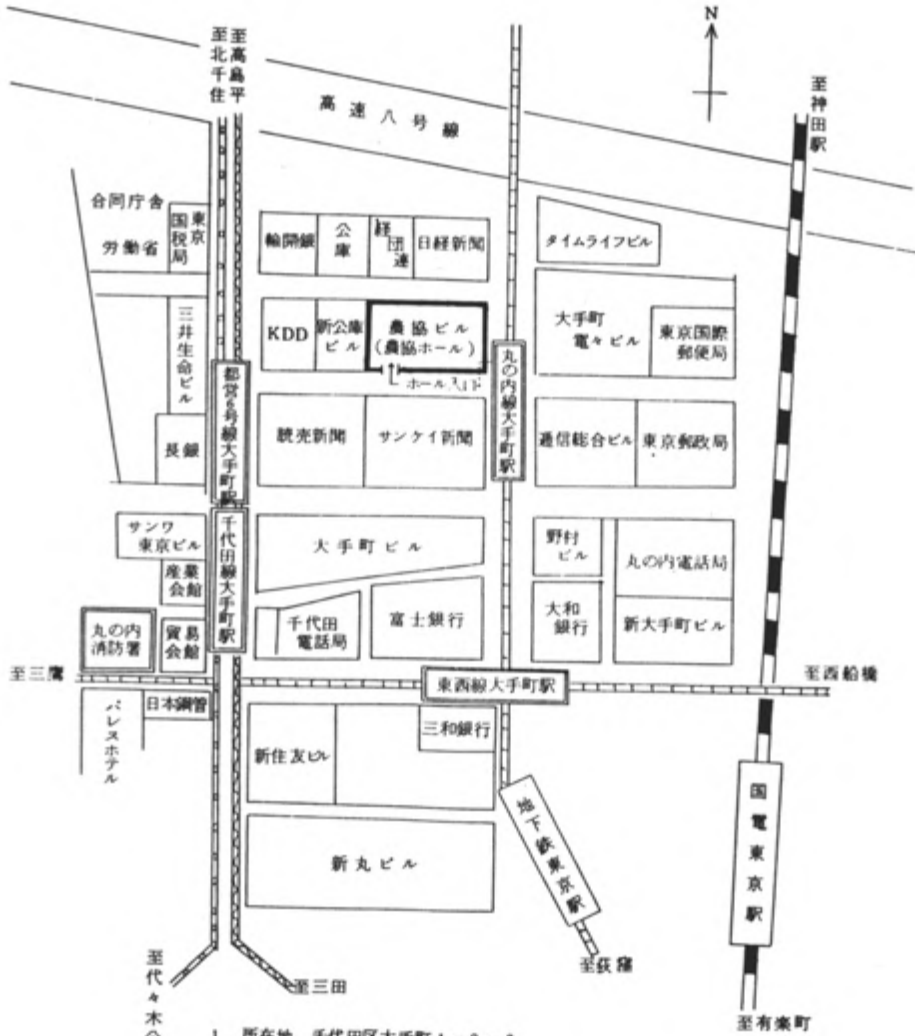 N
至北千住
至高島平
高速八号線
至神田駅
合同庁舎
労働省
東京国税局
輸開銀
公庫
経団連
日経新聞
タイムライフビル
三井生命ビル
KDD
新公庫ビル
農協ビル
(農協ホール)
ホール入口
大手町電々ビル
東京国際郵便局
都営6号線大手町駅
丸の内線大手町駅
長銀
読売新聞
サンケイ新聞
逓信総合ビル
東京郵政局
サンワ東京ビル
千代田線大手町駅
大手町ビル
野村ビル
丸の内電話局
産業会館
丸の内消防署
貿易会館
千代田電話局
富士銀行
大和銀行
新大手町ビル
至三鷹
東西線大手町駅
至西船橋
パレスホテル
日本鋼管
新住友ビル
三和銀行
新丸ビル
地下鉄東京駅
国電東京駅
至荻窪
至代々木
至三田
至有楽町
1 所在地 千代田区大手町